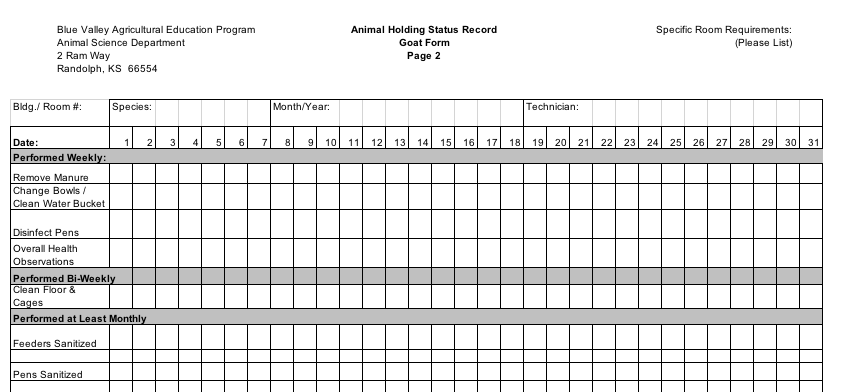 Blue Valley Agricultural Education Program
Animal Science Department
2 Ram Way
Randolph, KS  66554
Animal Holding Status Record
Goat Form
Page 2
Specific Room Requirements:
(Please List)
Bldg./ Room #: Species: Month/Year: Technician:
Date: 1 2 3 4 5 6 7 8 9 10 11 12 13 14 15 16 17 18 19 20 21 22 23 24 25 26 27 28 29 30 31
Performed Weekly:
Remove Manure
Change Bowls /
Clean Water Bucket
Disinfect Pens
Overall Health
Observations
Performed Bi-Weekly
Clean Floor &
Cages
Performed at Least Monthly
Feeders Sanitized
Pens Sanitized